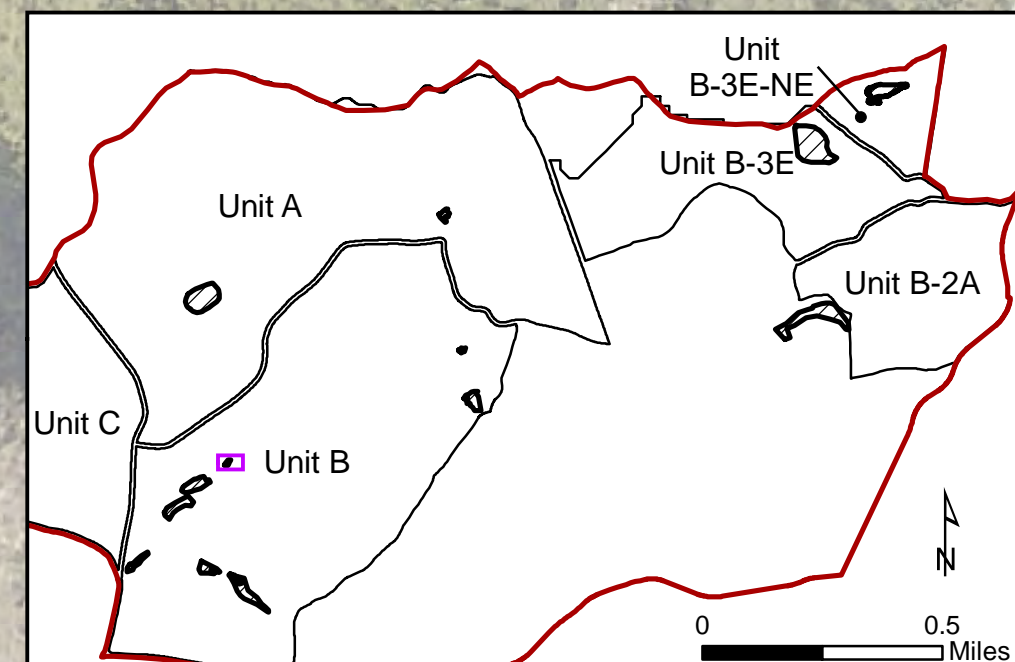 Unit
B-3E-NE
Unit B-3E
Unit A
Unit B-2A
Unit C
Unit B
N
0 0.5
Miles